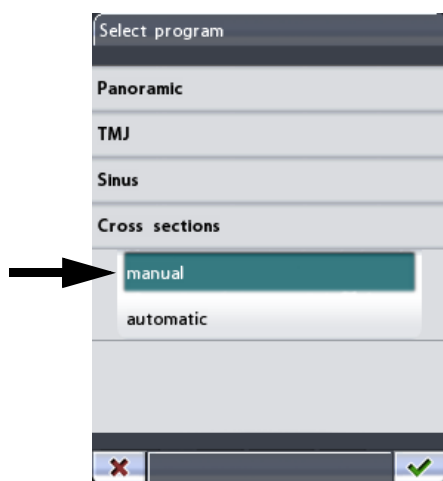 Select program
Panoramic
TMJ
Sinus
Cross sections
manual
automatic